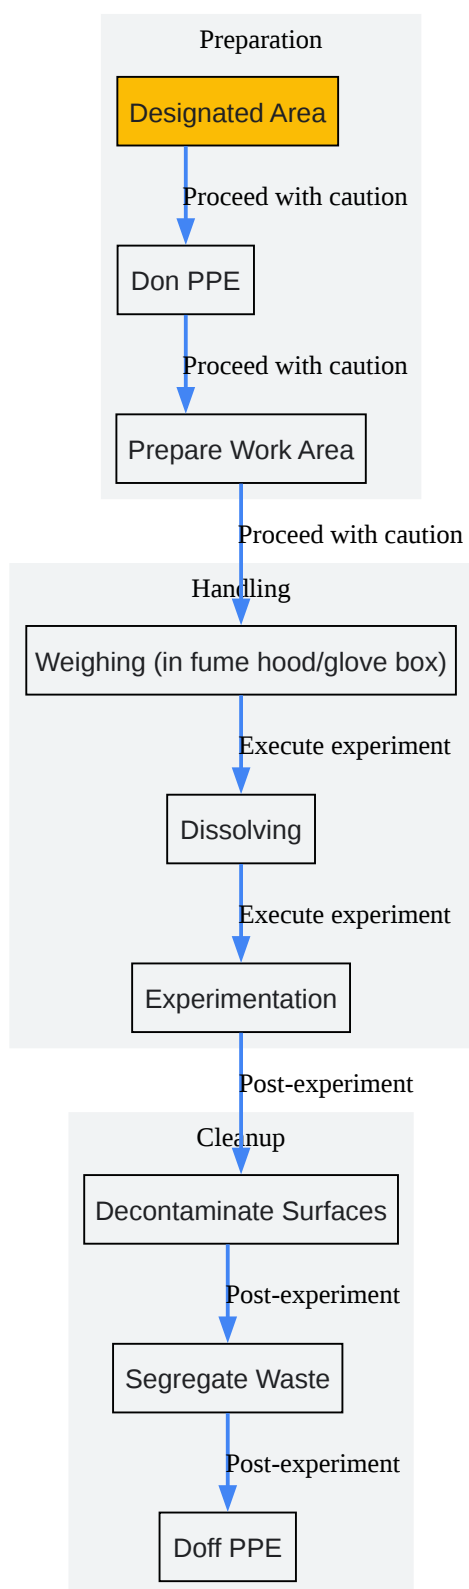 Preparation
Designated Area
Proceed with caution
Don PPE
Proceed with caution
Prepare Work Area
Proceed with caution
Handling
Weighing (in fume hood/glove box)
Execute experiment
Dissolving
Execute experiment
Experimentation
Post-experiment
Cleanup
Decontaminate Surfaces
Post-experiment
Segregate Waste
Post-experiment
Doff PPE